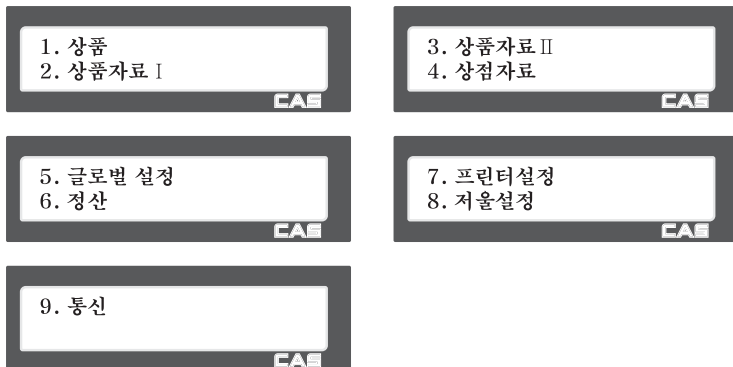 1. 상품
2. 상품자료 Ⅰ
CAS
3. 상품자료Ⅱ
4. 상점자료
CAS
5. 글로벌 설정
6. 정산
CAS
7. 프린터설정
8. 저울설정
CAS
9. 통신
CAS